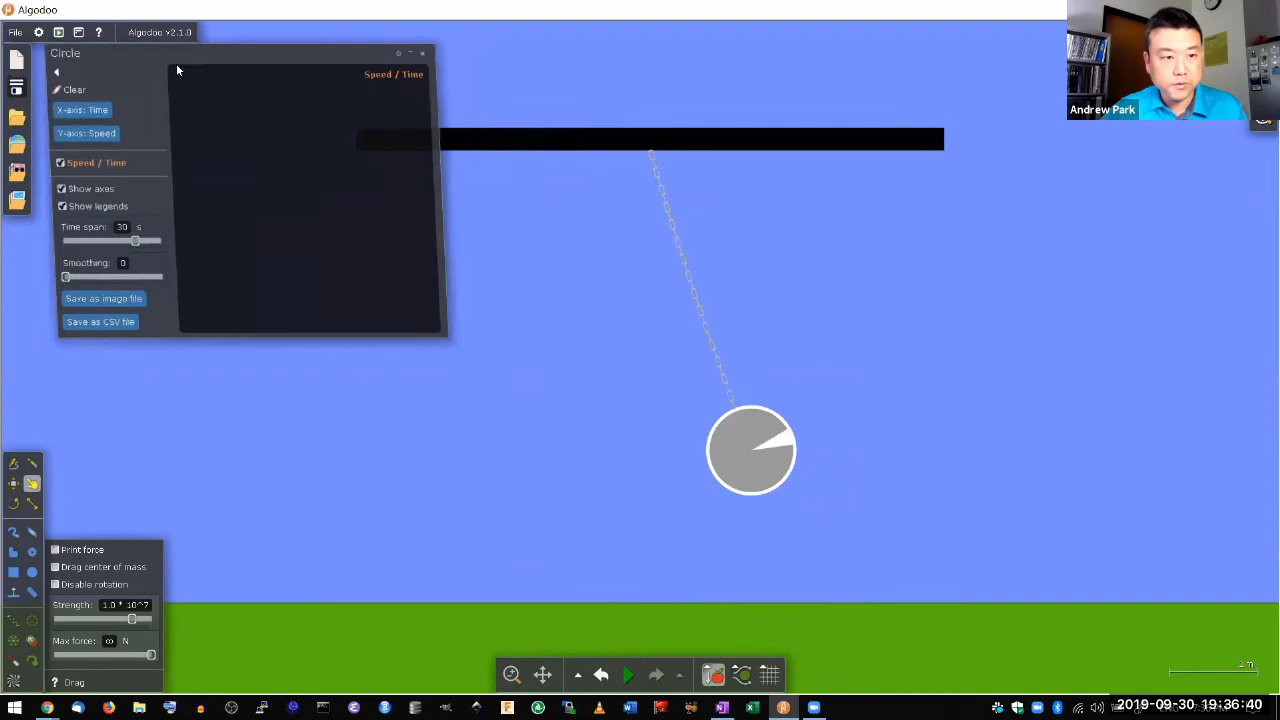 Algodoo
File ? Algodoo v2.1.0
Circle
Speed / Time
Clear
X-axis: Time
Y-axis: Speed
Speed / Time
Show axes
Show legends
Time span: 30 s
Smoothing: 0
Save as image file
Save as CSV file
Andrew Park
Print force
Drag center of mass
Disable rotation
Strength: 1.0 * 10^7
Max force: ∞ N
? Drag
2019-09-30 19:36:40